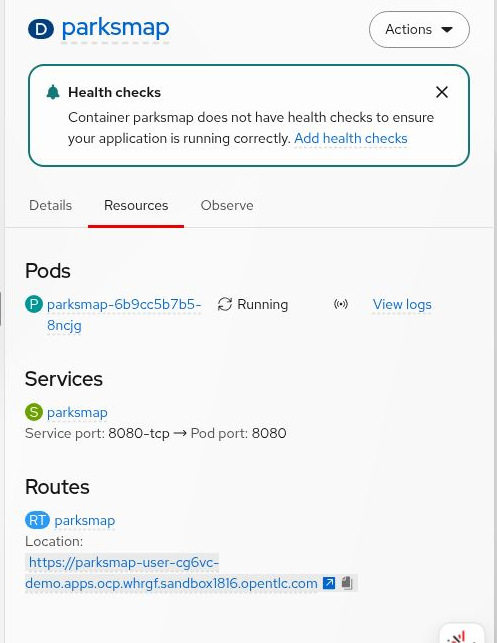 D parksmap
Actions
Health checks
Container parksmap does not have health checks to ensure
your application is running correctly. Add health checks
Details Resources Observe
Pods
P parksmap-6b9cc5b7b5- Running View logs
8ncjg
Services
S parksmap
Service port: 8080-tcp → Pod port: 8080
Routes
RT parksmap
Location:
https://parksmap-user-cg6vc-
demo.apps.ocp.whrgf.sandbox1816.opentlc.com